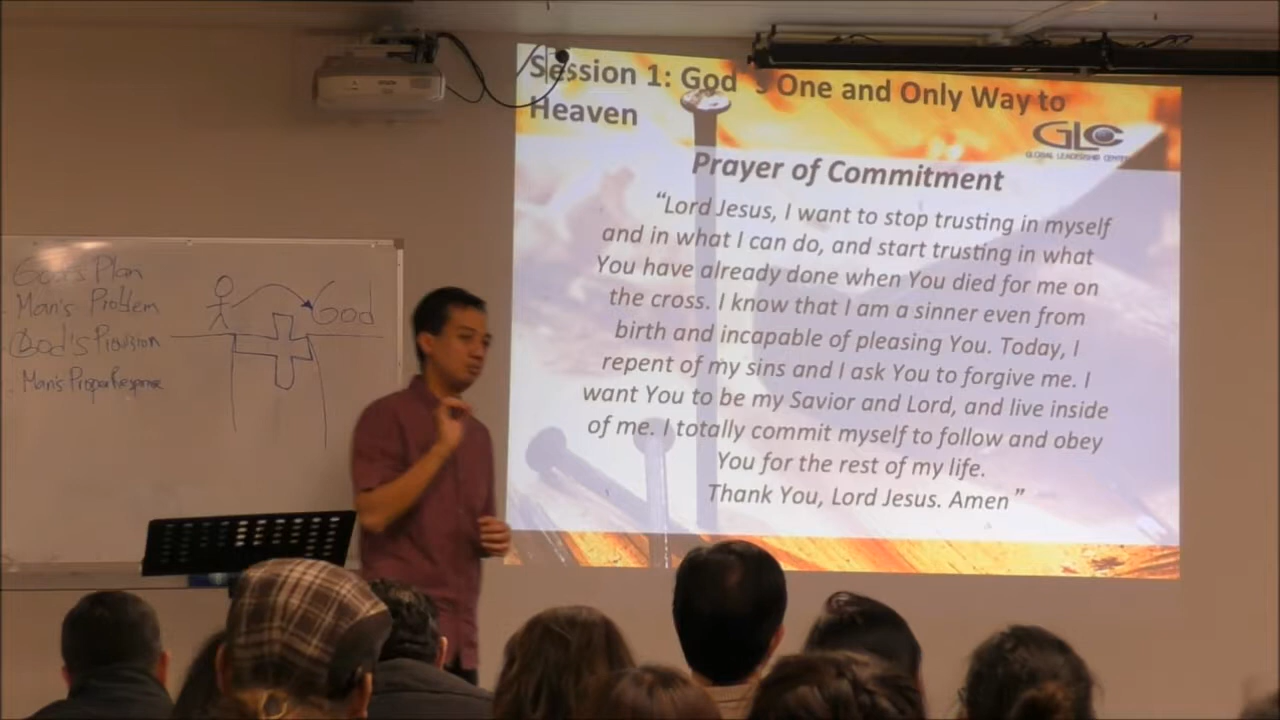 Session 1: God 's One and Only Way to
Heaven
GLC
GLOBAL LEADERSHIP CENTER
Prayer of Commitment
"Lord Jesus, I want to stop trusting in myself
and in what I can do, and start trusting in what
You have already done when You died for me on
the cross. I know that I am a sinner even from
birth and incapable of pleasing You. Today, I
repent of my sins and I ask You to forgive me. I
want You to be my Savior and Lord, and live inside
of me. I totally commit myself to follow and obey
You for the rest of my life.
Thank You, Lord Jesus. Amen"
God's Plan
Man's Problem
God's Provision
Man's Proper Response
God